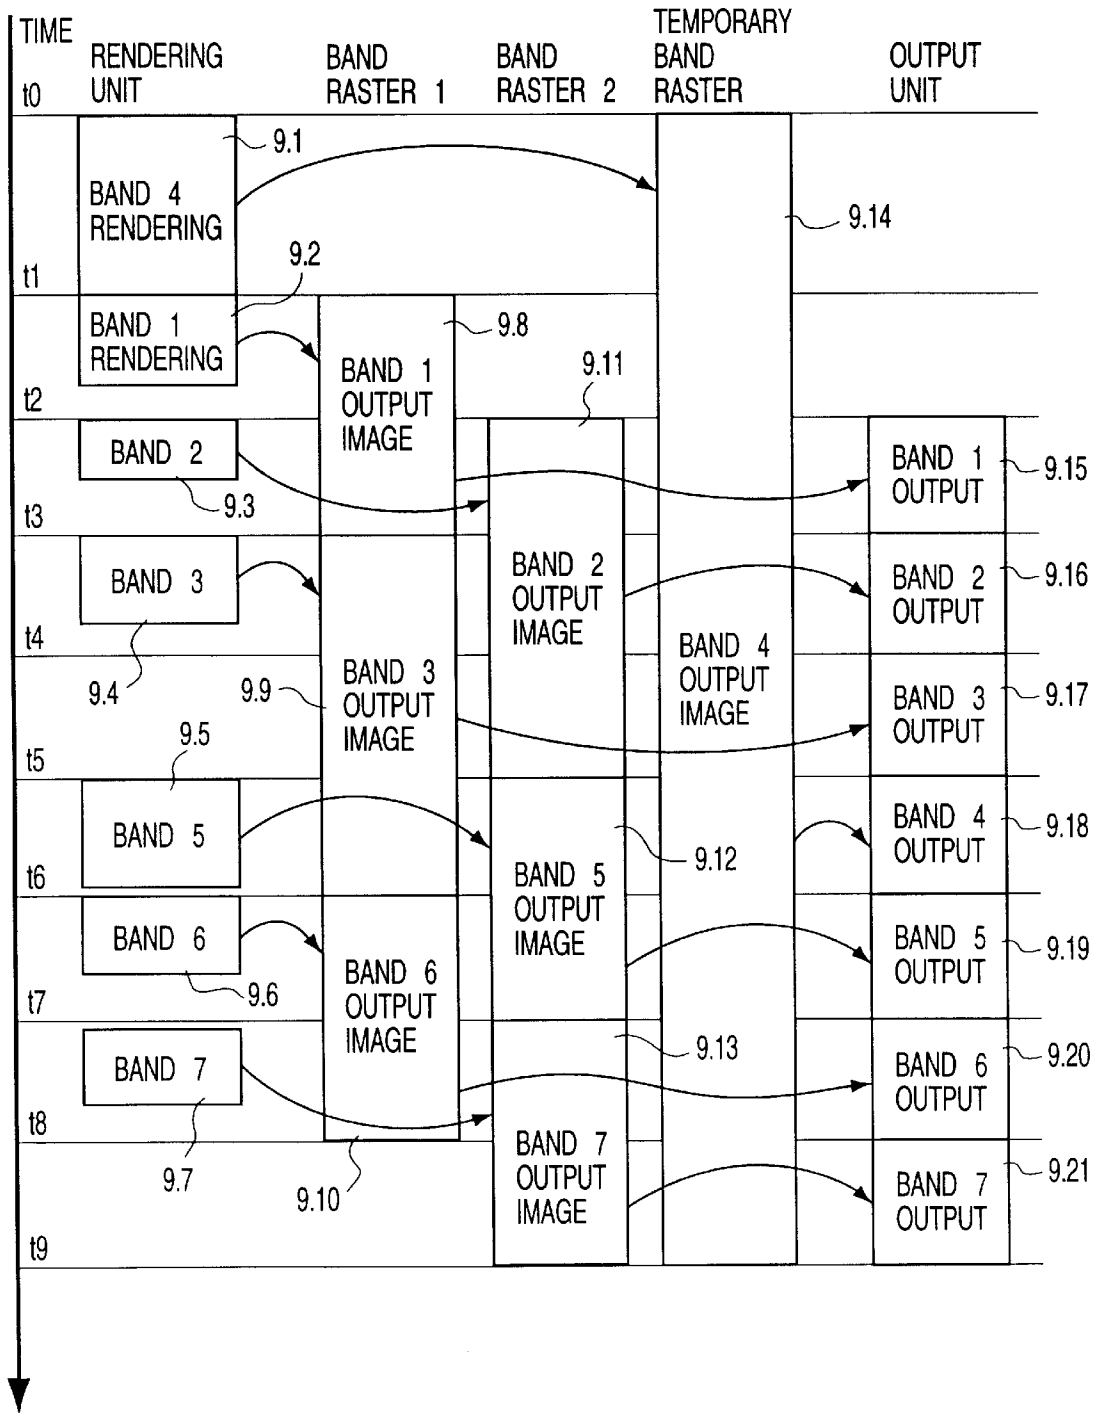 TIME
RENDERING
UNIT
BAND
RASTER 1
BAND
RASTER 2
TEMPORARY
BAND
RASTER
OUTPUT
UNIT
t0
9.1
BAND 4
RENDERING
9.14
t1
9.2
BAND 1
RENDERING
9.8
BAND 1
OUTPUT
IMAGE
9.11
t2
BAND 2
9.3
BAND 1
OUTPUT
9.15
t3
BAND 3
9.4
BAND 2
OUTPUT
IMAGE
BAND 2
OUTPUT
9.16
t4
9.9
BAND 3
OUTPUT
IMAGE
BAND 4
OUTPUT
IMAGE
BAND 3
OUTPUT
9.17
t5
9.5
BAND 5
9.12
BAND 4
OUTPUT
9.18
t6
BAND 6
9.6
BAND 5
OUTPUT
IMAGE
BAND 5
OUTPUT
9.19
t7
BAND 6
OUTPUT
IMAGE
9.13
BAND 7
9.7
BAND 6
OUTPUT
9.20
t8
9.10
BAND 7
OUTPUT
IMAGE
BAND 7
OUTPUT
9.21
t9